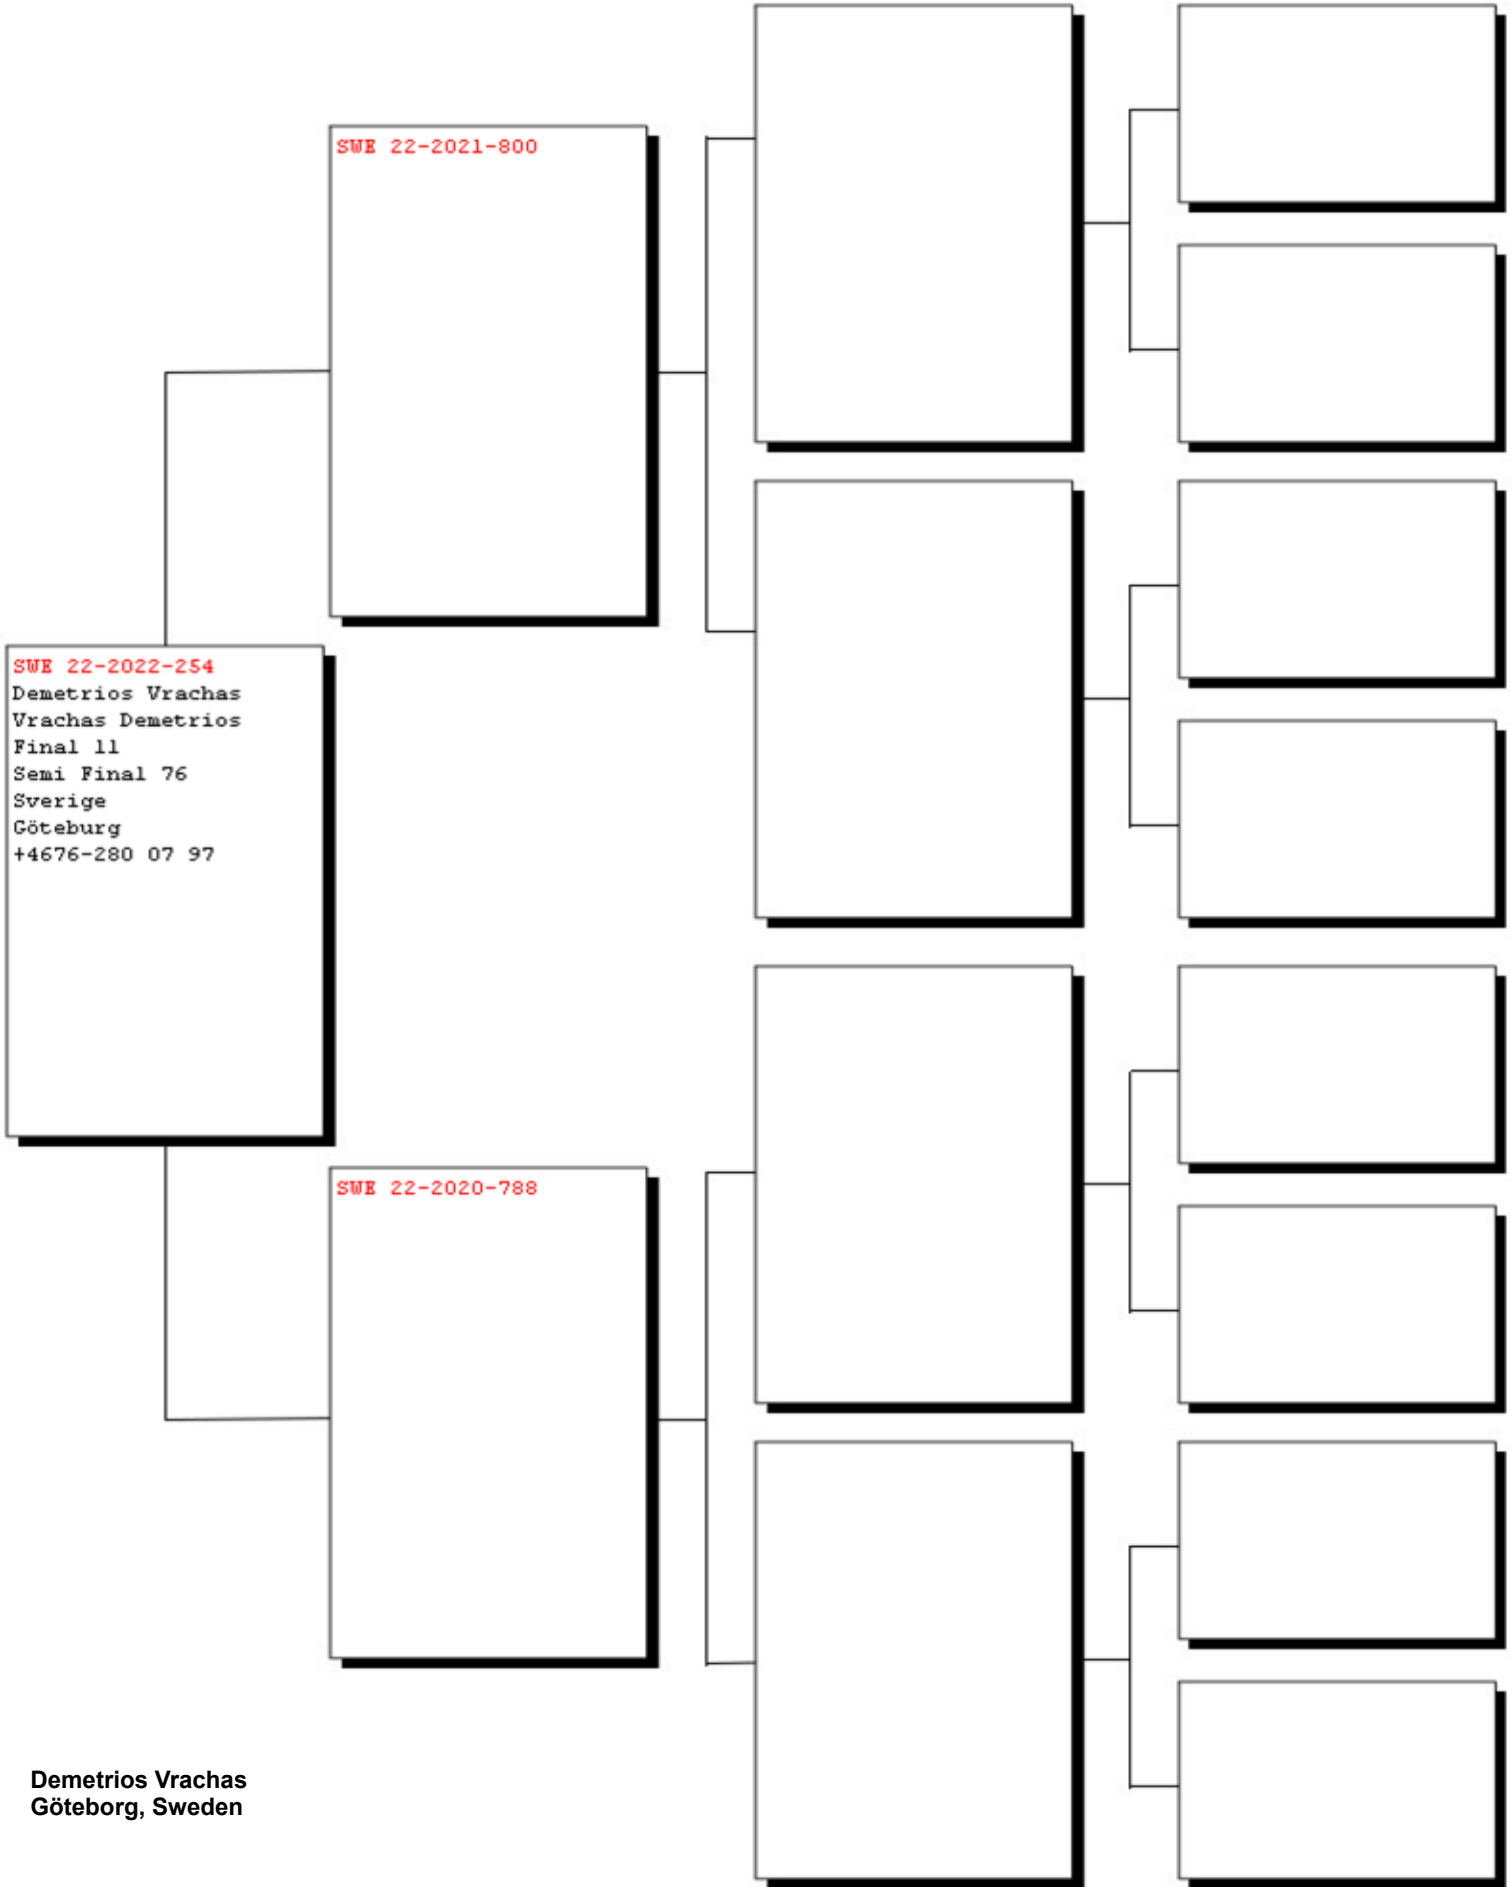 SWE 22-2021-800
SWE 22-2022-254
Demetrios Vrachas
Vrachas Demetrios
Final 11
Semi Final 76
Sverige
Göteburg
+4676-280 07 97
SWE 22-2020-788
Demetrios Vrachas
Göteborg, Sweden